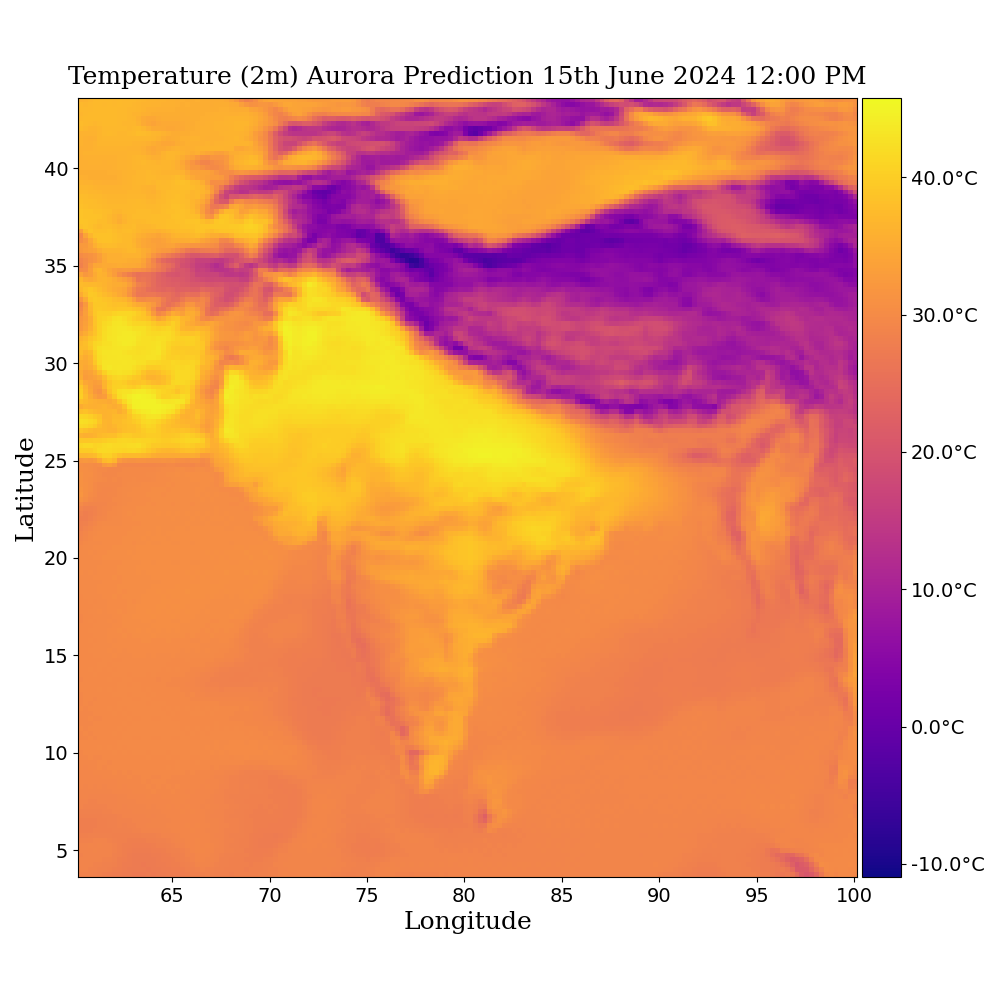 Temperature (2m) Aurora Prediction 15th June 2024 12:00 PM
40
35
30
25
20
15
10
5
Latitude
65 70 75 80 85 90 95 100
Longitude
40.0°C
30.0°C
20.0°C
10.0°C
0.0°C
-10.0°C